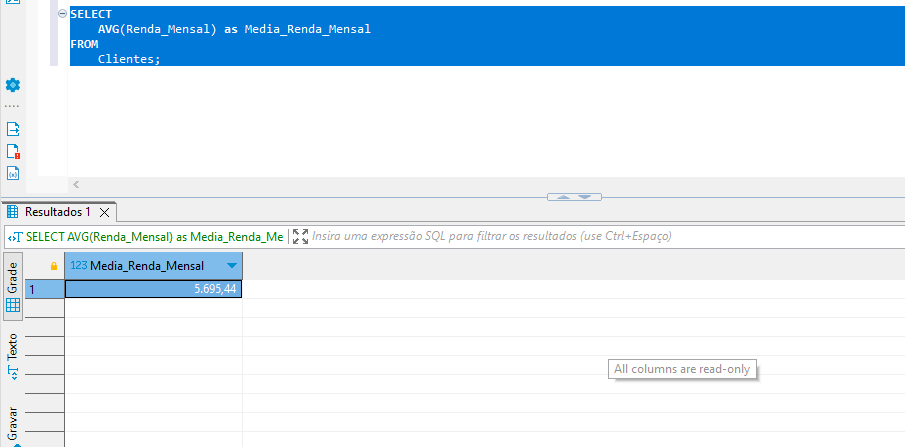 SELECT
AVG(Renda_Mensal) as Media_Renda_Mensal
FROM
Clientes;
Resultados 1
SELECT AVG(Renda_Mensal) as Media_Renda_Me
Insira uma expressão SQL para filtrar os resultados (use Ctrl+Espaço)
Grade
123 Media_Renda_Mensal
1
5.695,44
Texto
All columns are read-only
Gravar